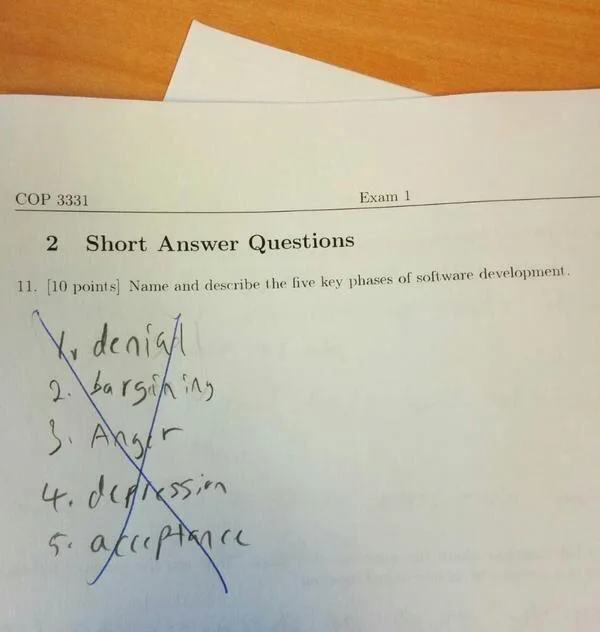 COP 3331 Exam 1
2 Short Answer Questions
11. [10 points] Name and describe the five key phases of software development.
1. denial
2. bargining
3. Anger
4. depression
5. acceptance